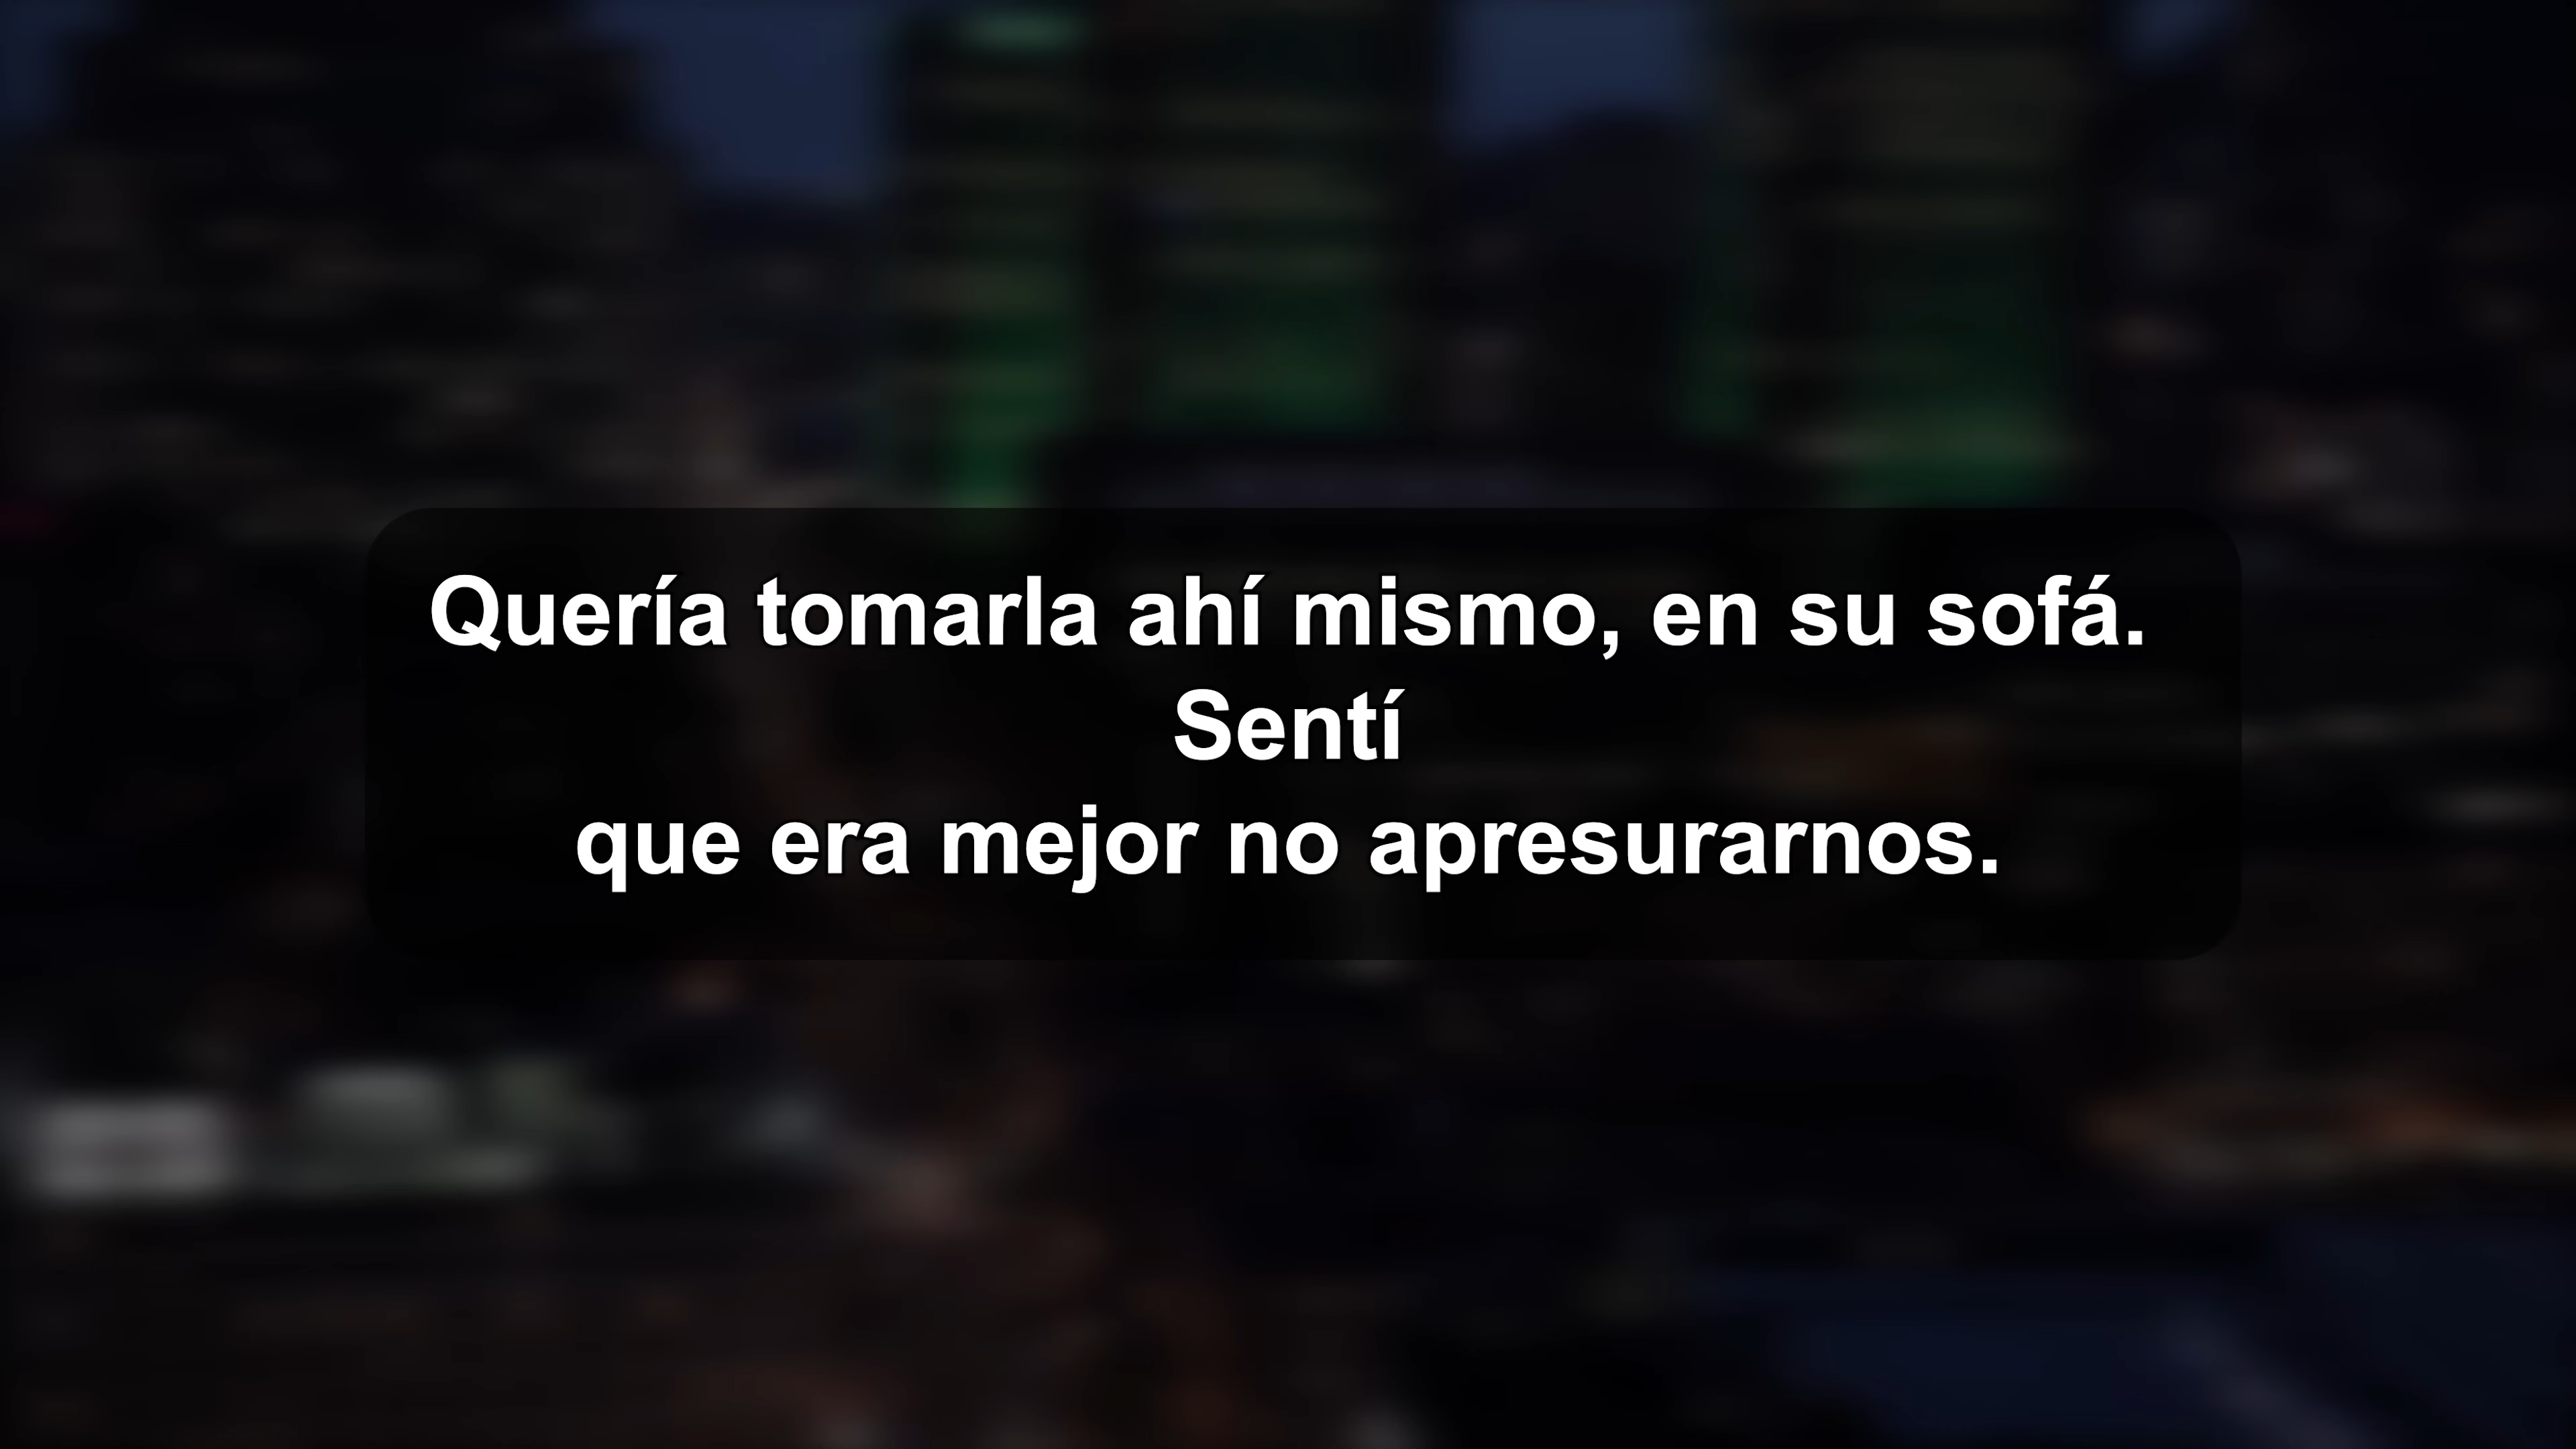 Quería tomarla ahí mismo, en su sofá.
Sentí
que era mejor no apresurarnos.